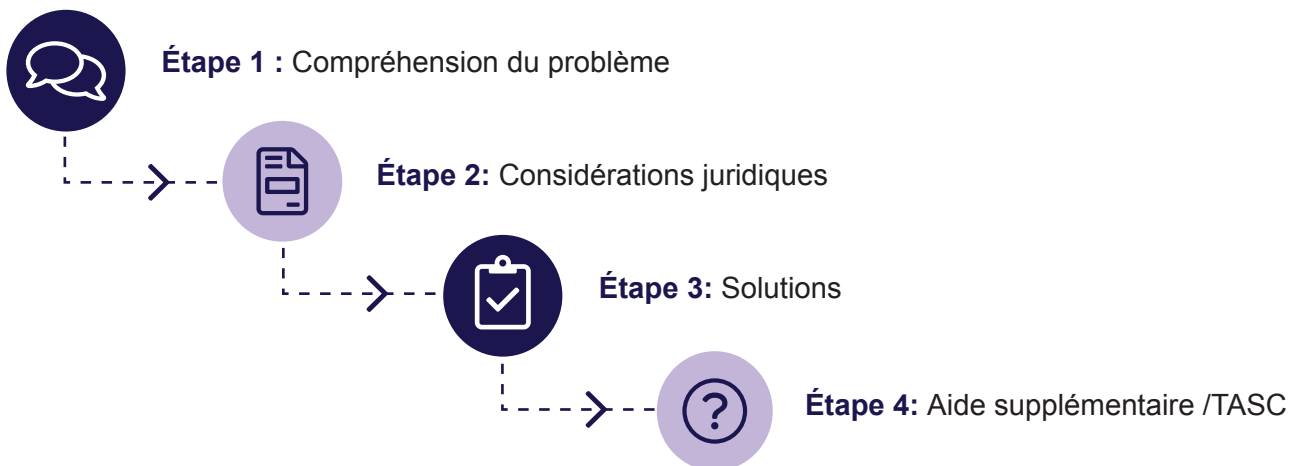 Étape 1 : Compréhension du problème
Étape 2: Considérations juridiques
Étape 3: Solutions
?
Étape 4: Aide supplémentaire /TASC